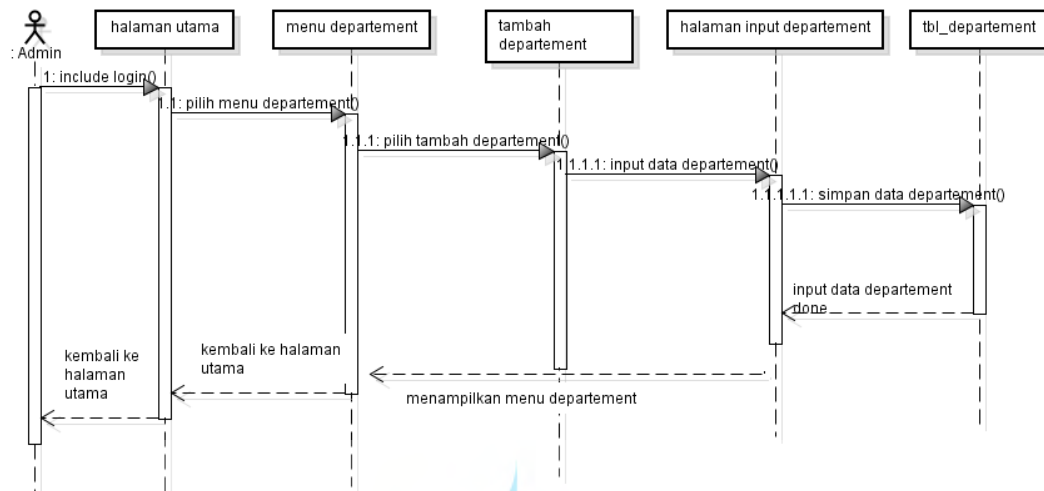 : Admin
halaman utama
menu departement
tambah
departement
halaman input departement
tbl_departement
1: include login()
1.1: pilih menu departement()
1.1.1: pilih tambah departement()
1.1.1.1: input data departement()
1.1.1.1.1: simpan data departement()
input data departement
done
kembali ke halaman
utama
kembali ke
halaman
utama
menampilkan menu departement